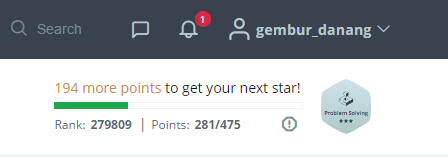 Search
1
gembur_danang
194 more points to get your next star!
Problem Solving
★★★
Rank: 279809 | Points: 281/475